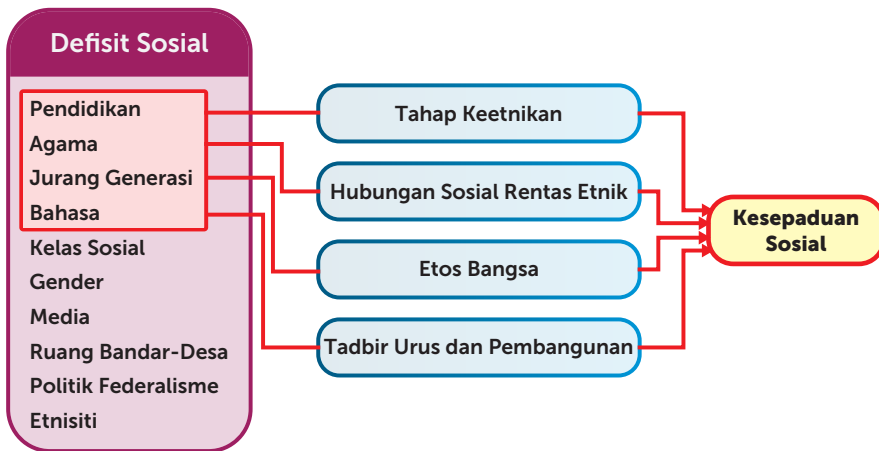 Defisit Sosial
Pendidikan
Agama
Jurang Generasi
Bahasa
Kelas Sosial
Gender
Media
Ruang Bandar-Desa
Politik Federalisme
Etnisiti
Tahap Keetnikan
Hubungan Sosial Rentas Etnik
Etos Bangsa
Tadbir Urus dan Pembangunan
Kesepaduan
Sosial